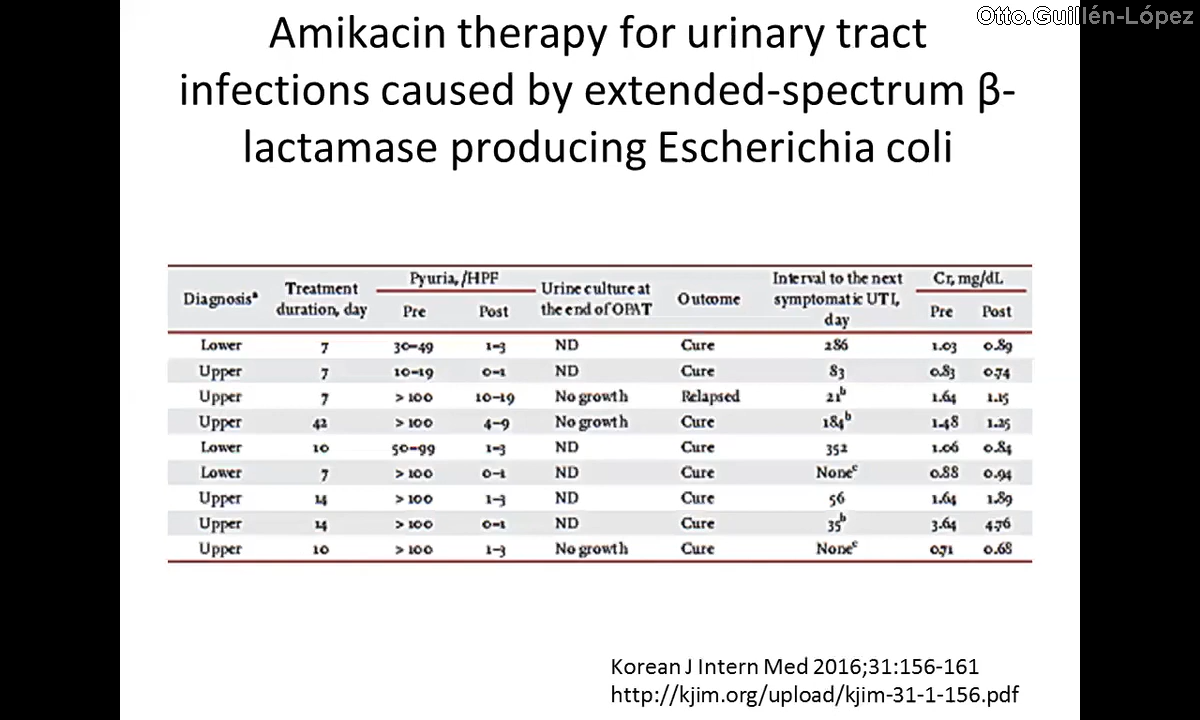 Otto.Guillén-López
Amikacin therapy for urinary tract
infections caused by extended-spectrum β-
lactamase producing Escherichia coli
Diagnosisᵃ Treatment duration, day Pyuria, /HPF Pre Post Urine culture at the end of OPAT Outcome Interval to the next symptomatic UTI, day Cr, mg/dL Pre Post
Lower 7 30–49 1–3 ND Cure 286 1.03 0.89
Upper 7 10–19 0–1 ND Cure 83 0.83 0.74
Upper 7 > 100 10–19 No growth Relapsed 21ᵇ 1.64 1.15
Upper 42 > 100 4–9 No growth Cure 184ᵇ 1.48 1.25
Lower 10 50–99 1–3 ND Cure 352 1.06 0.84
Lower 7 > 100 0–1 ND Cure Noneᶜ 0.88 0.94
Upper 14 > 100 1–3 ND Cure 56 1.64 1.89
Upper 14 > 100 0–1 ND Cure 35ᵇ 3.64 4.76
Upper 10 > 100 1–3 No growth Cure Noneᶜ 0.71 0.68
Korean J Intern Med 2016;31:156-161
http://kjim.org/upload/kjim-31-1-156.pdf